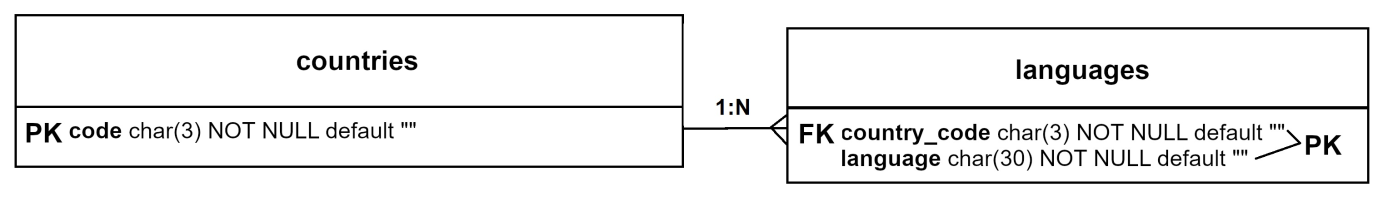 countries
PK code char(3) NOT NULL default ""
1:N
languages
FK country_code char(3) NOT NULL default ""
language char(30) NOT NULL default ""
PK